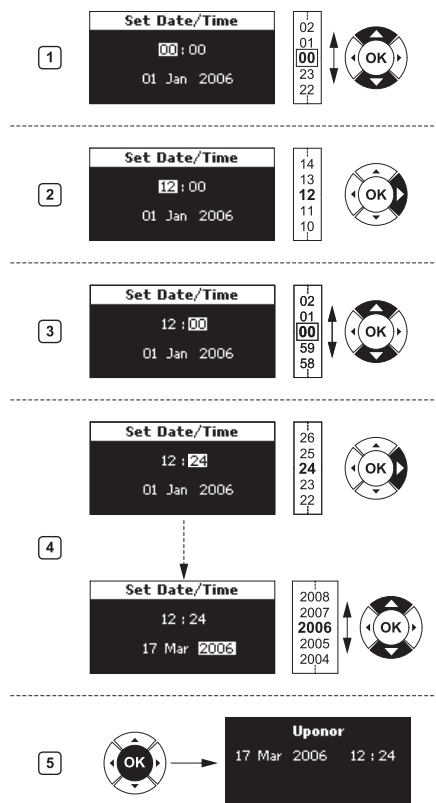 Set Date/Time
02
01
1
00 : 00
00
OK
23
01 Jan 2006
22
Set Date/Time
14
13
2
12 : 00
12
OK
11
01 Jan 2006
10
Set Date/Time
02
01
3
12 : 00
00
OK
59
01 Jan 2006
58
Set Date/Time
26
25
12 : 24
24
OK
23
01 Jan 2006
22
4
Set Date/Time
2008
2007
12 : 24
2006
OK
2005
17 Mar 2006
2004
5
OK
Uponor
17 Mar 2006 12 : 24